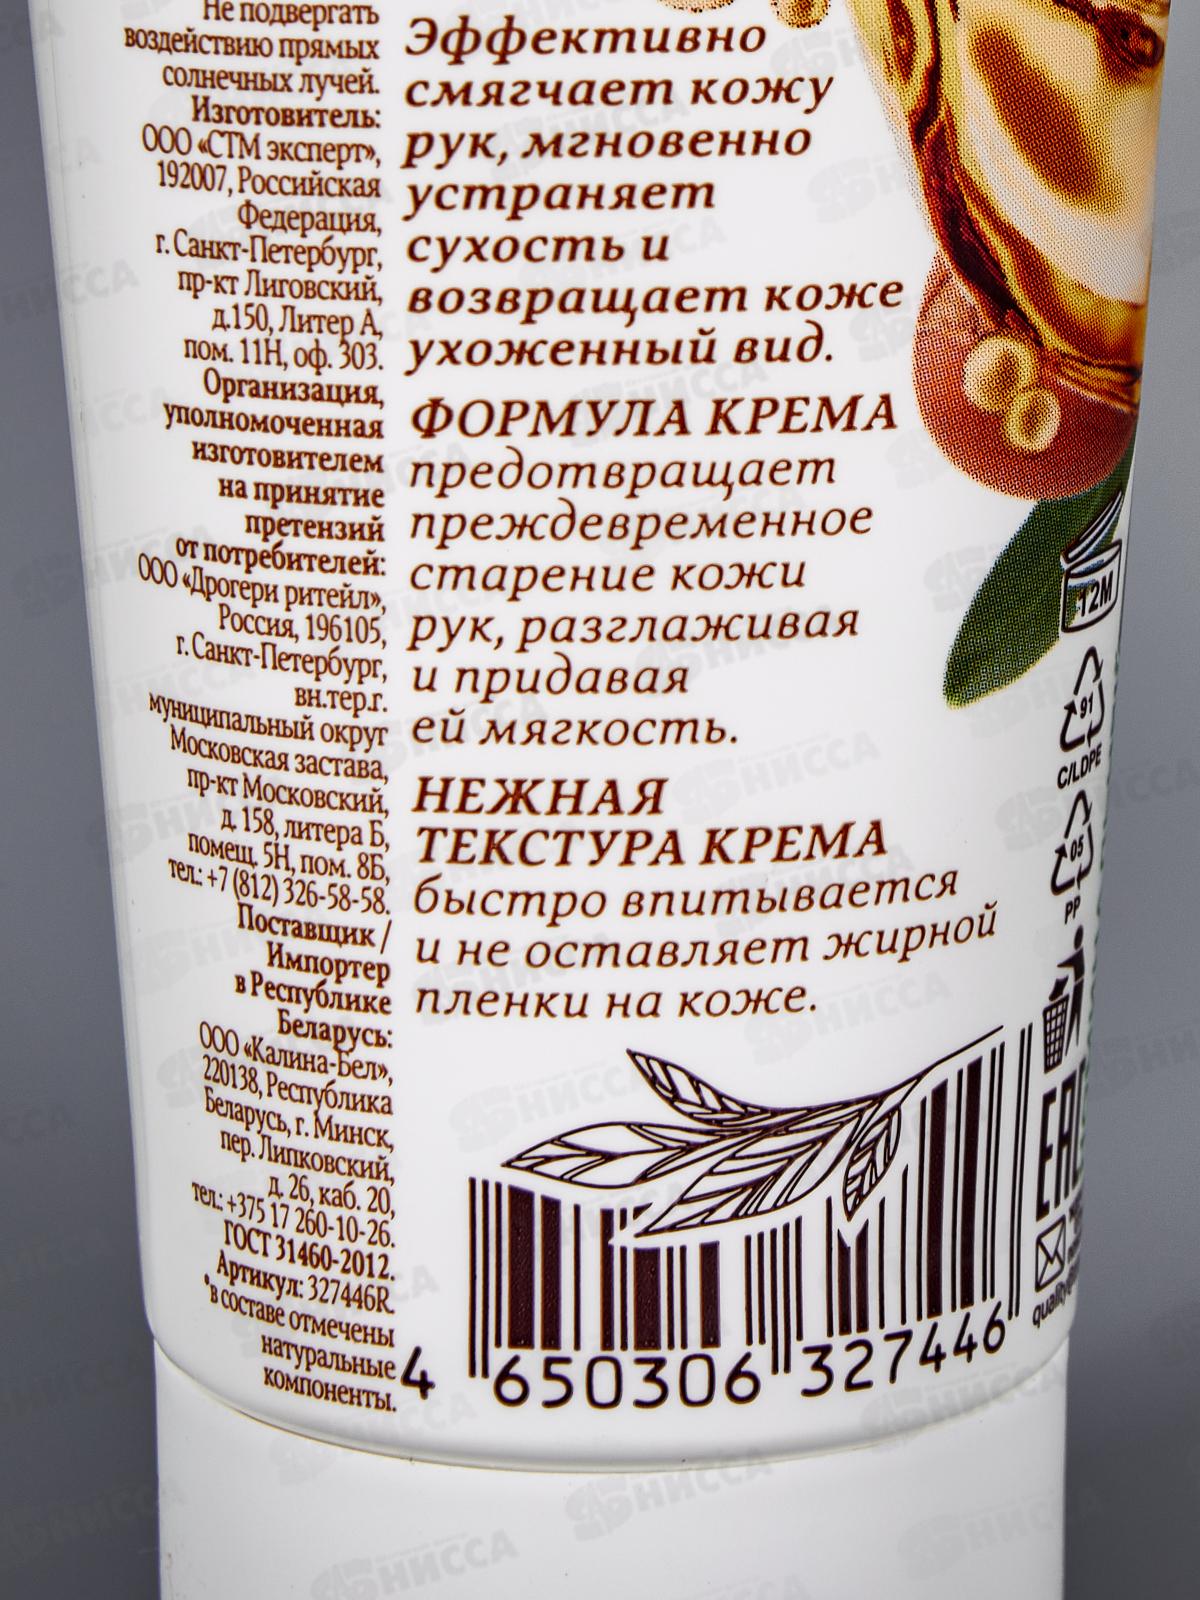 Не подвергать
воздействию прямых
солнечных лучей.
Изготовитель:
ООО «СТМ эксперт»,
192007, Российская
Федерация,
г. Санкт-Петербург,
пр-кт Лиговский,
д.150, Литер А,
пом. 11Н, оф. 303.
Организация,
уполномоченная
изготовителем
на принятие
претензий
от потребителей:
ООО «Дрогери ритейл»,
Россия, 196105,
г. Санкт-Петербург,
вн.тер.г.
муниципальный округ
Московская застава,
пр-кт Московский,
д. 158, литера Б,
помещ. 5Н, пом. 8Б,
тел.: +7 (812) 326-58-58.
Поставщик /
Импортер
в Республике
Беларусь:
ООО «Калина-Бел»,
220138, Республика
Беларусь, г. Минск,
пер. Липковский,
д. 26, каб. 20,
тел.: +375 17 260-10-26.
ГОСТ 31460-2012.
Артикул: 327446R.
*в составе отмечены
натуральные
компоненты.
Эффективно
смягчает кожу
рук, мгновенно
устраняет
сухость и
возвращает коже
ухоженный вид.
ФОРМУЛА КРЕМА
предотвращает
преждевременное
старение кожи
рук, разглаживая
и придавая
ей мягкость.
НЕЖНАЯ
ТЕКСТУРА КРЕМА
быстро впитывается
и не оставляет жирной
пленки на коже.
4 650306 327446
12M
91
C/LDPE
05
PP
EAC
НИССА